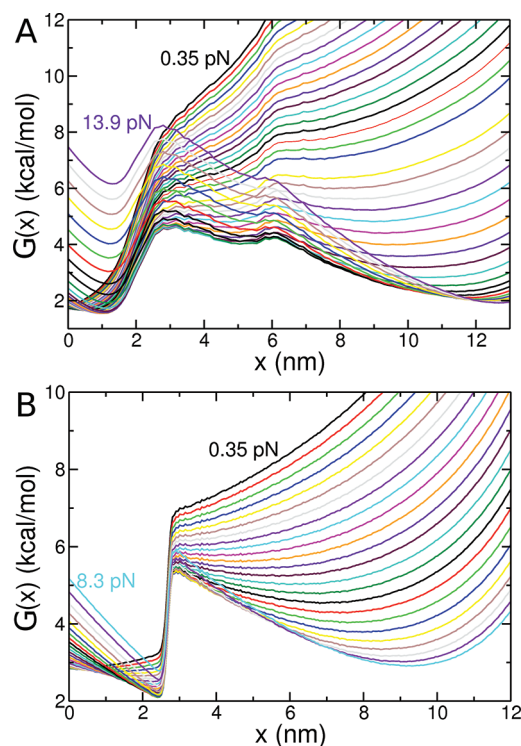 A
12
10
8
6
4
2
0.35 pN
13.9 pN
G(x) (kcal/mol)
0 2 4 6 8 10 12
x (nm)
B
10
8
6
4
2
0.35 pN
8.3 pN
G(x) (kcal/mol)
0 2 4 6 8 10 12
x (nm)